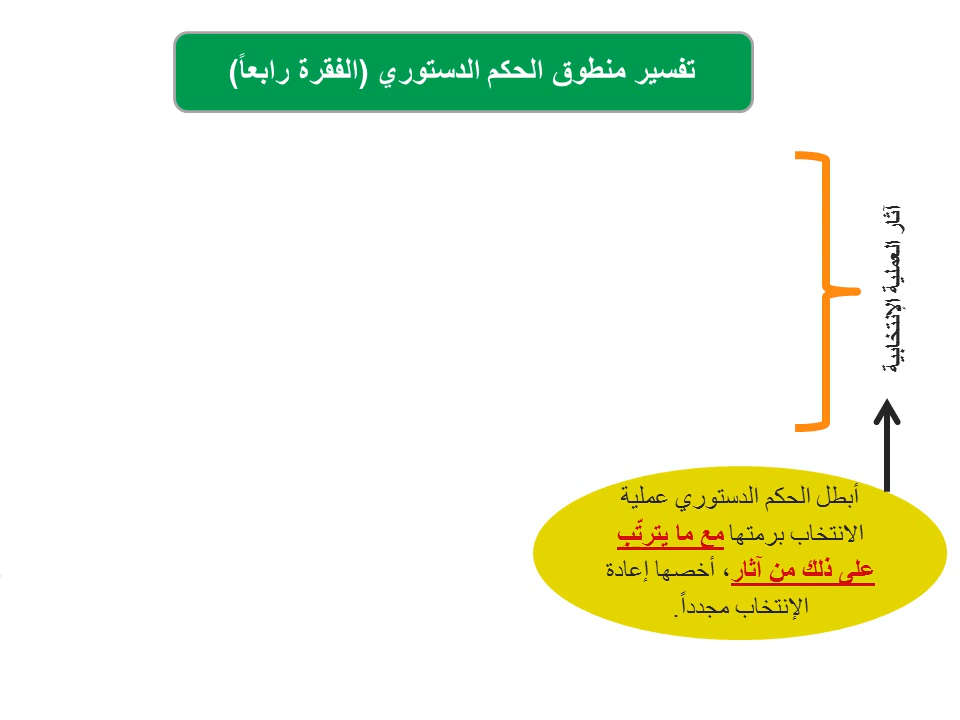 تفسير منطوق الحكم الدستوري (الفقرة رابعاً)
آثار العملية الإنتخابية
أبطل الحكم الدستوري عملية
الانتخاب برمتها مع ما يترتّب
على ذلك من آثار، أخصها إعادة
الإنتخاب مجدداً.